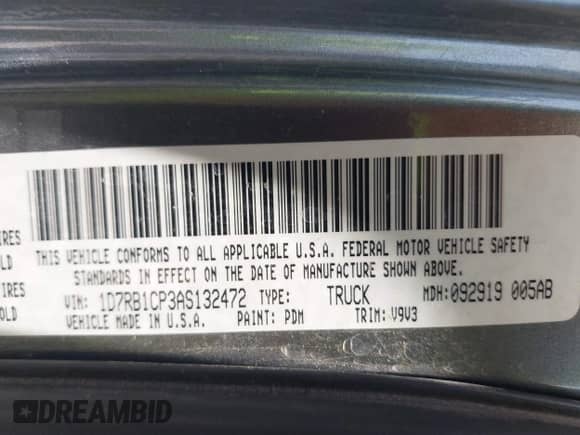 IRES
OLD
IRES
OLD
THIS VEHICLE CONFORMS TO ALL APPLICABLE U.S.A. FEDERAL MOTOR VEHICLE SAFETY
STANDARDS IN EFFECT ON THE DATE OF MANUFACTURE SHOWN ABOVE.
VIN: 1D7RB1CP3AS132472 TYPE: TRUCK MDH:092919 005AB
VEHICLE MADE IN U.S.A. PAINT: PDM TRIM: V9V3
DREAMBID